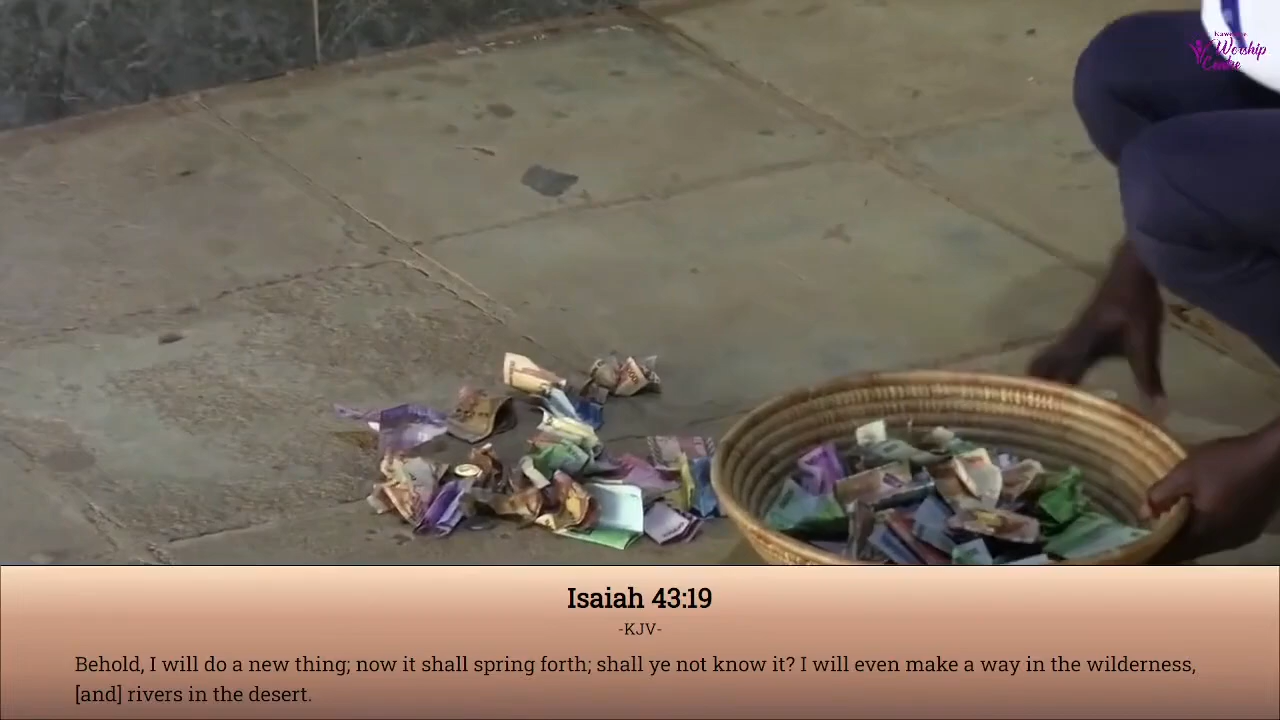 Worship
Centre
Isaiah 43:19
-KJV-
Behold, I will do a new thing; now it shall spring forth; shall ye not know it? I will even make a way in the wilderness,
[and] rivers in the desert.